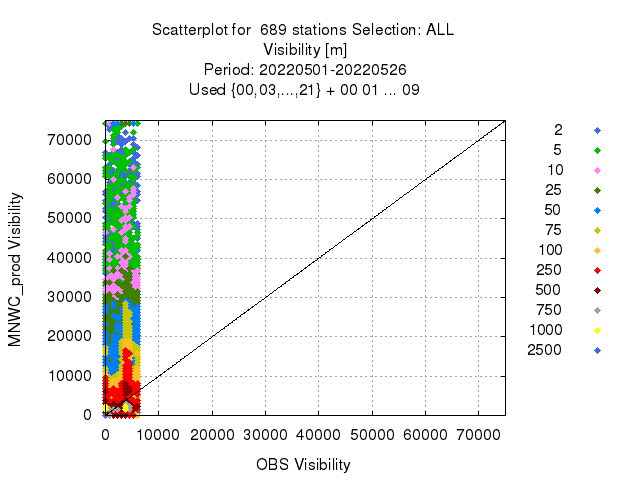 Scatterplot for  689 stations Selection: ALL
Visibility [m]
Period: 20220501-20220526
Used {00,03,...,21} + 00 01 ... 09
MNWC_prod Visibility
70000
60000
50000
40000
30000
20000
10000
0
0 10000 20000 30000 40000 50000 60000 70000
OBS Visibility
2
5
10
25
50
75
100
250
500
750
1000
2500